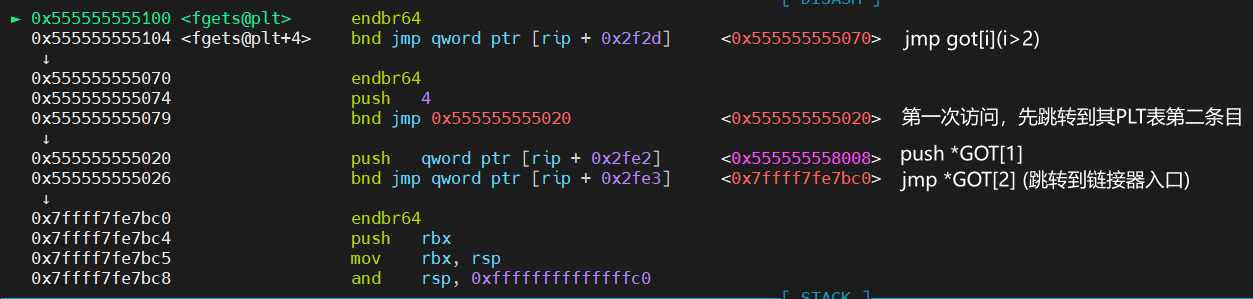 [ DISASM ]
► 0x555555555100 <fgets@plt> endbr64
0x555555555104 <fgets@plt+4> bnd jmp qword ptr [rip + 0x2f2d] <0x555555555070> jmp got[i](i>2)
↓
0x555555555070 endbr64
0x555555555074 push 4
0x555555555079 bnd jmp 0x555555555020 <0x555555555020> 第一次访问，先跳转到其PLT表第二条目
↓
0x555555555020 push qword ptr [rip + 0x2fe2] <0x555555558008> push *GOT[1]
0x555555555026 bnd jmp qword ptr [rip + 0x2fe3] <0x7ffff7fe7bc0> jmp *GOT[2] (跳转到链接器入口)
↓
0x7ffff7fe7bc0 endbr64
0x7ffff7fe7bc4 push rbx
0x7ffff7fe7bc5 mov rbx, rsp
0x7ffff7fe7bc8 and rsp, 0xffffffffffffffc0
[ STACK ]